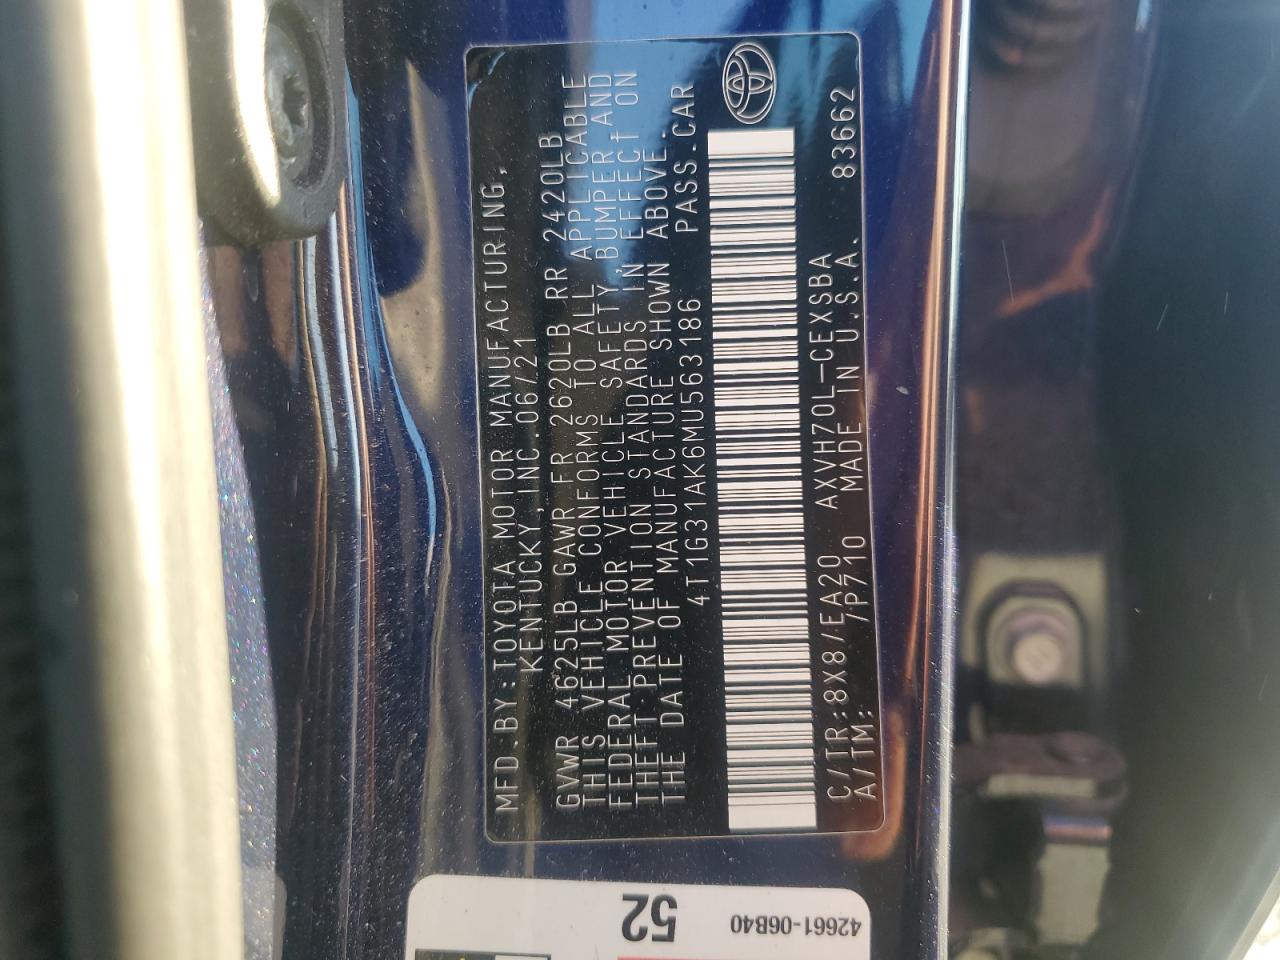 MFD.BY:TOYOTA MOTOR MANUFACTURING,
KENTUCKY,INC.06/21
GVWR 4625LB GAWR FR 2620LB RR 2420LB
THIS VEHICLE CONFORMS TO ALL APPLICABLE
FEDERAL MOTOR VEHICLE SAFETY, BUMPER,AND
THEFT PREVENTION STANDARDS IN EFFECT ON
THE DATE OF MANUFACTURE SHOWN ABOVE.
4T1G31AK6MU563186 PASS.CAR
C/TR:8X8/EA20 AXVH70L-CEXSBA
A/TM: /P710 MADE IN U.S.A. 83662
52
42661-06B40